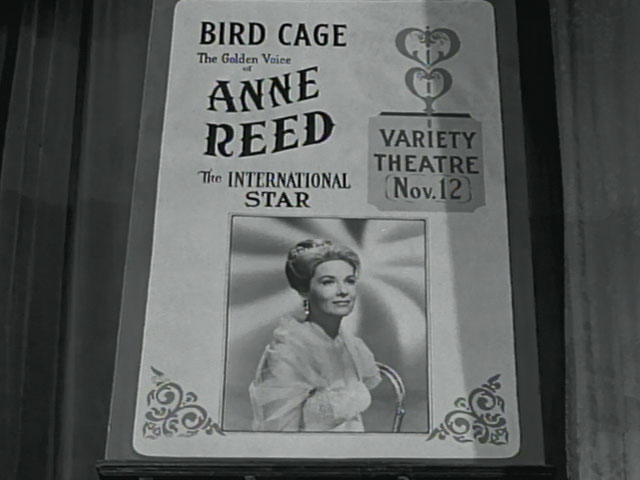 BIRD CAGE
The Golden Voice
of
ANNE
REED
The INTERNATIONAL
STAR
VARIETY
THEATRE
(Nov. 12)